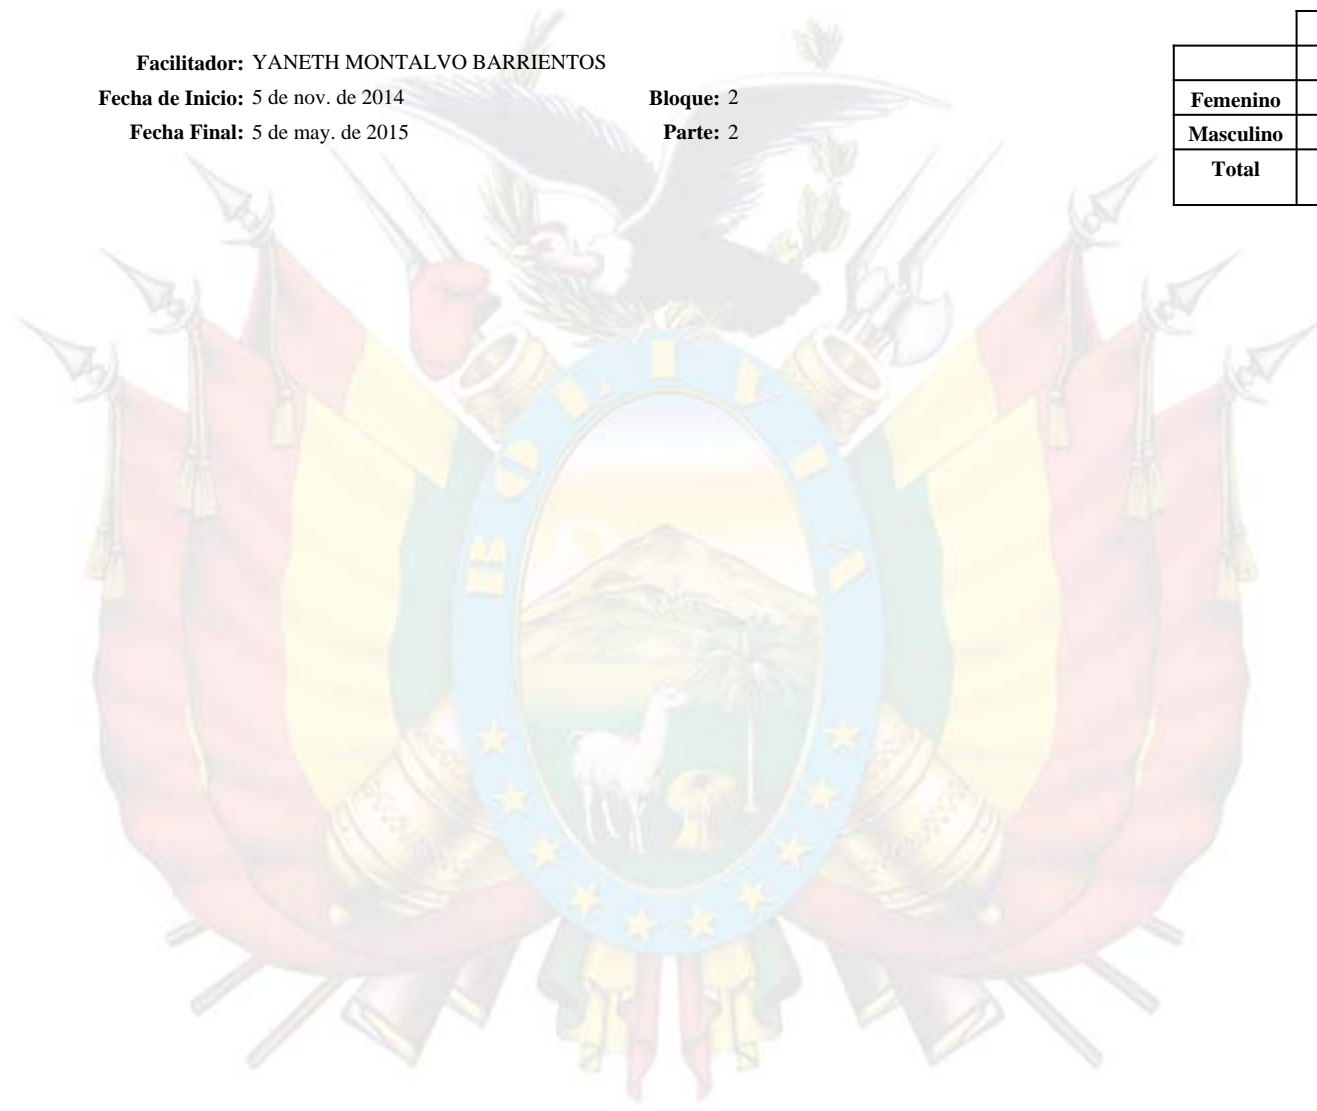 Facilitador: YANETH MONTALVO BARRIENTOS
Fecha de Inicio: 5 de nov. de 2014 Bloque: 2
Fecha Final: 5 de may. de 2015 Parte: 2
Femenino
Masculino
Total
BOLIVIA